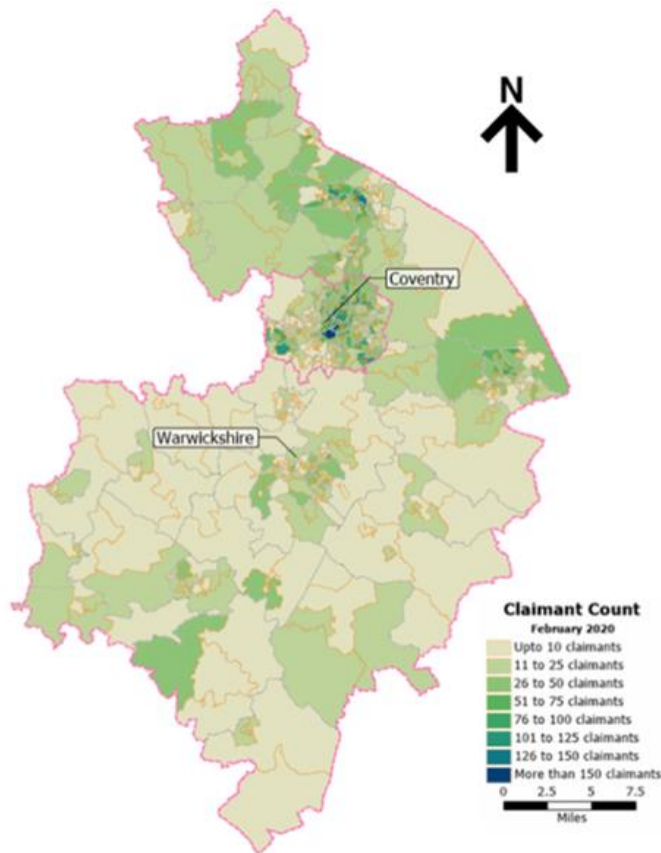 N
Coventry
Warwickshire
Claimant Count
February 2020
Upto 10 claimants
11 to 25 claimants
26 to 50 claimants
51 to 75 claimants
76 to 100 claimants
101 to 125 claimants
126 to 150 claimants
More than 150 claimants
0 2.5 5 7.5
Miles